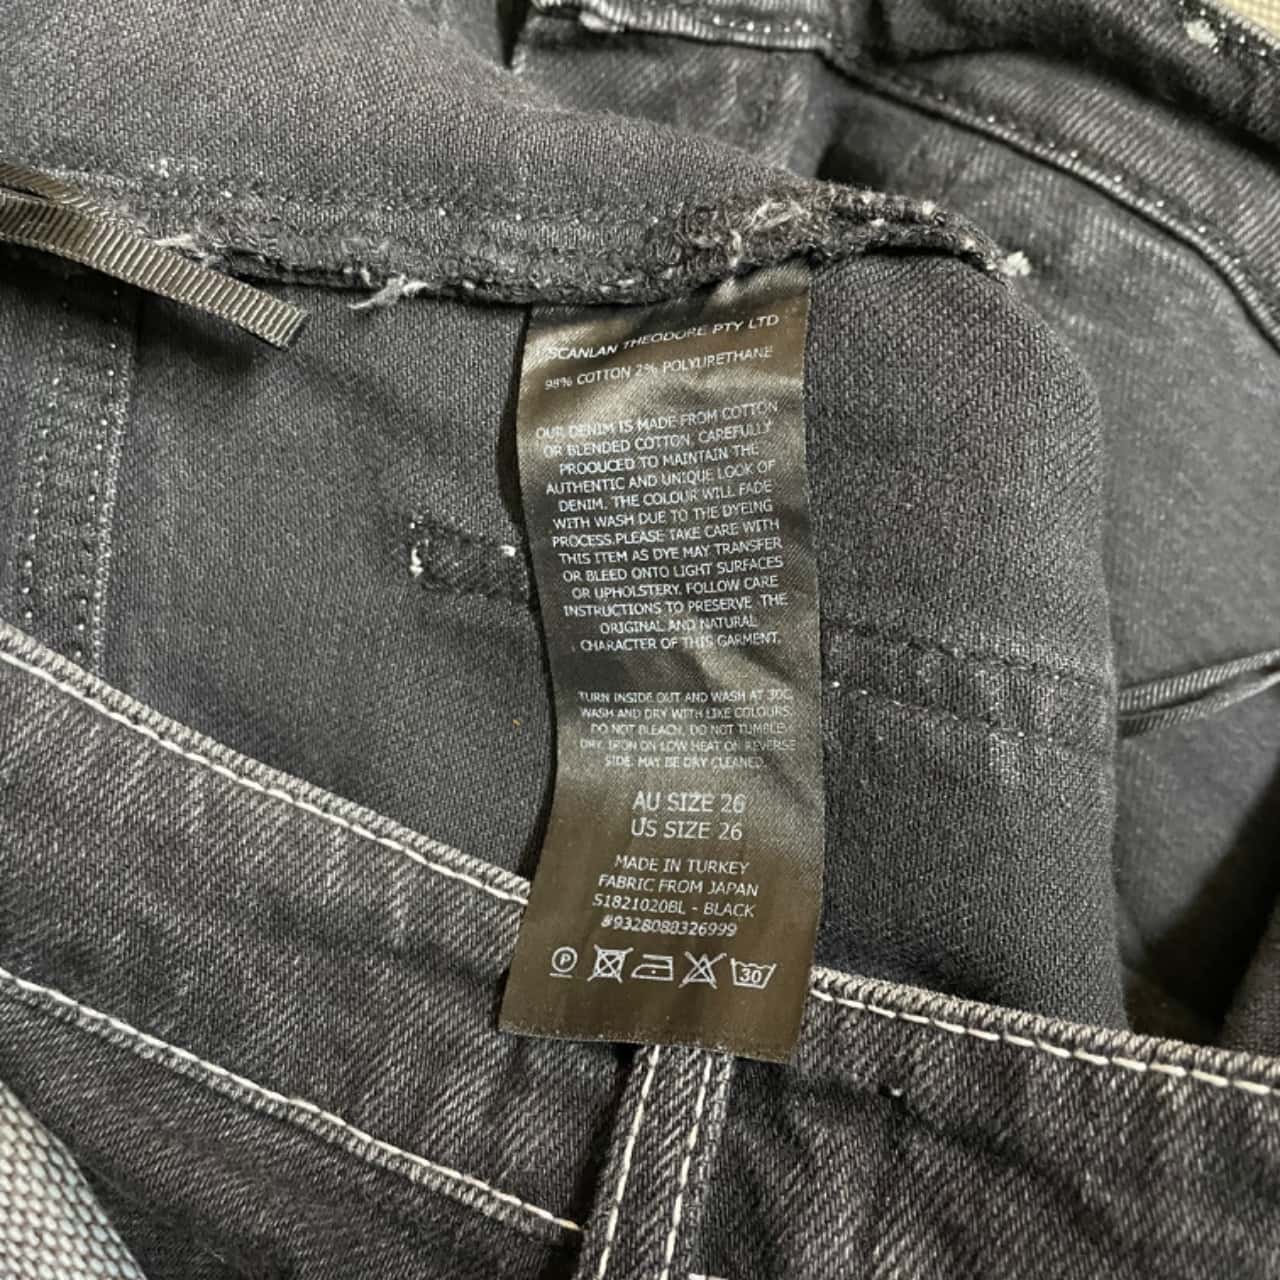 SCANLAN THEODORE PTY LTD
98% COTTON 2% POLYURETHANE
OUR DENIM IS MADE FROM COTTON
OR BLENDED COTTON. CAREFULLY
PRODUCED TO MAINTAIN THE
AUTHENTIC AND UNIQUE LOOK OF
DENIM. THE COLOUR WILL FADE
WITH WASH DUE TO THE DYEING
PROCESS.PLEASE TAKE CARE WITH
THIS ITEM AS DYE MAY TRANSFER
OR BLEED ONTO LIGHT SURFACES
OR UPHOLSTERY. FOLLOW CARE
INSTRUCTIONS TO PRESERVE THE
ORIGINAL AND NATURAL
CHARACTER OF THIS GARMENT.
TURN INSIDE OUT AND WASH AT 30C.
WASH AND DRY WITH LIKE COLOURS.
DO NOT BLEACH. DO NOT TUMBLE
DRY. IRON ON LOW HEAT ON REVERSE
SIDE. MAY BE DRY CLEANED.
AU SIZE 26
US SIZE 26
MADE IN TURKEY
FABRIC FROM JAPAN
51821020BL - BLACK
#9328088326999
P 30